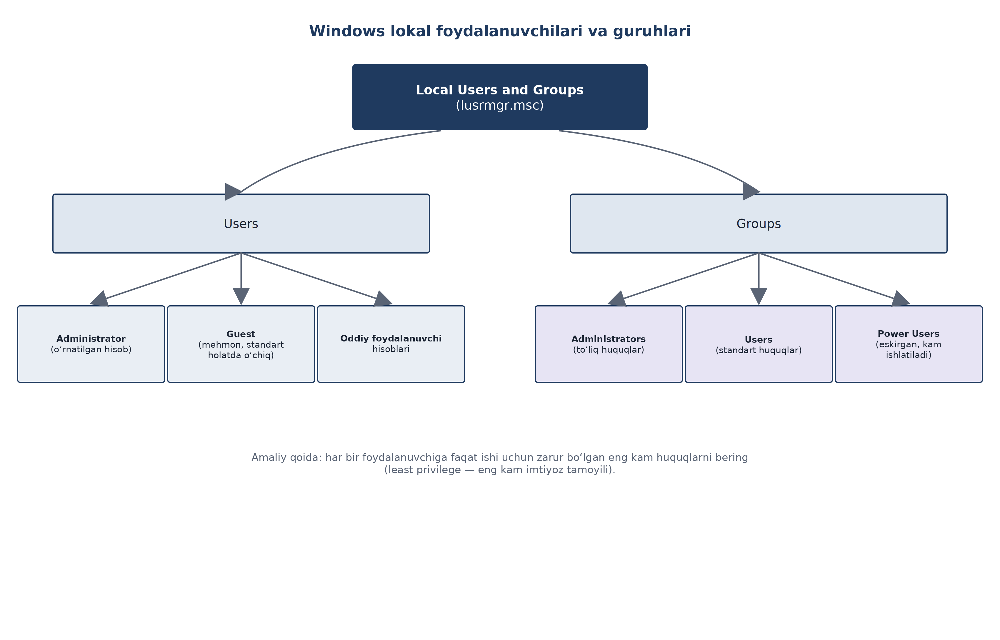 Windows lokal foydalanuvchilari va guruhlari
Local Users and Groups
(lusrmgr.msc)
Users
Groups
Administrator
(oʻrnatilgan hisob)
Guest
(mehmon, standart
holatda oʻchiq)
Oddiy foydalanuvchi
hisoblari
Administrators
(toʻliq huquqlar)
Users
(standart huquqlar)
Power Users
(eskirgan, kam
ishlatiladi)
Amaliy qoida: har bir foydalanuvchiga faqat ishi uchun zarur boʻlgan eng kam huquqlarni bering
(least privilege — eng kam imtiyoz tamoyili).